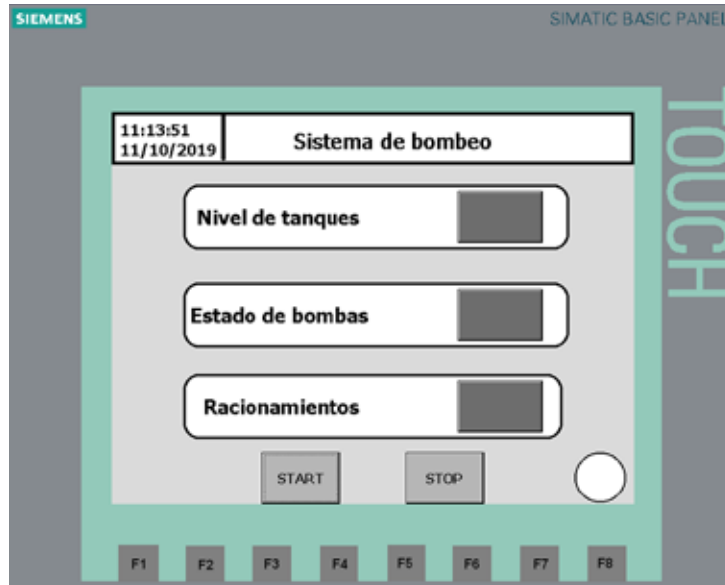 SIEMENS
SIMATIC BASIC PANEL
TOUCH
11:13:51
11/10/2019
Sistema de bombeo
Nivel de tanques
Estado de bombas
Racionamientos
START
STOP
F1
F2
F3
F4
F5
F6
F7
F8